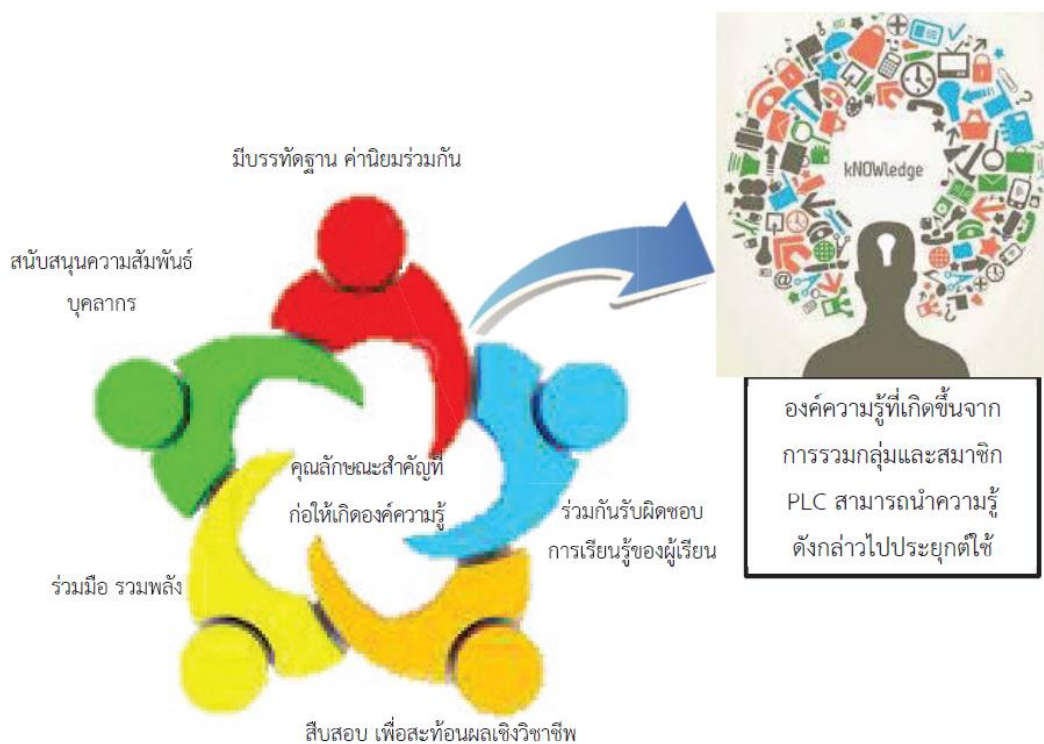 มีบรรทัดฐาน ค่านิยมร่วมกัน
สนับสนุนความสัมพันธ์
บุคลากร
คุณลักษณะสำคัญที่
ก่อให้เกิดองค์ความรู้
ร่วมกันรับผิดชอบ
การเรียนรู้ของผู้เรียน
ร่วมมือ รวมพลัง
สืบสอบ เพื่อสะท้อนผลเชิงวิชาชีพ
kNOWledge
องค์ความรู้ที่เกิดขึ้นจาก
การรวมกลุ่มและสมาชิก
PLC สามารถนำความรู้
ดังกล่าวไปประยุกต์ใช้